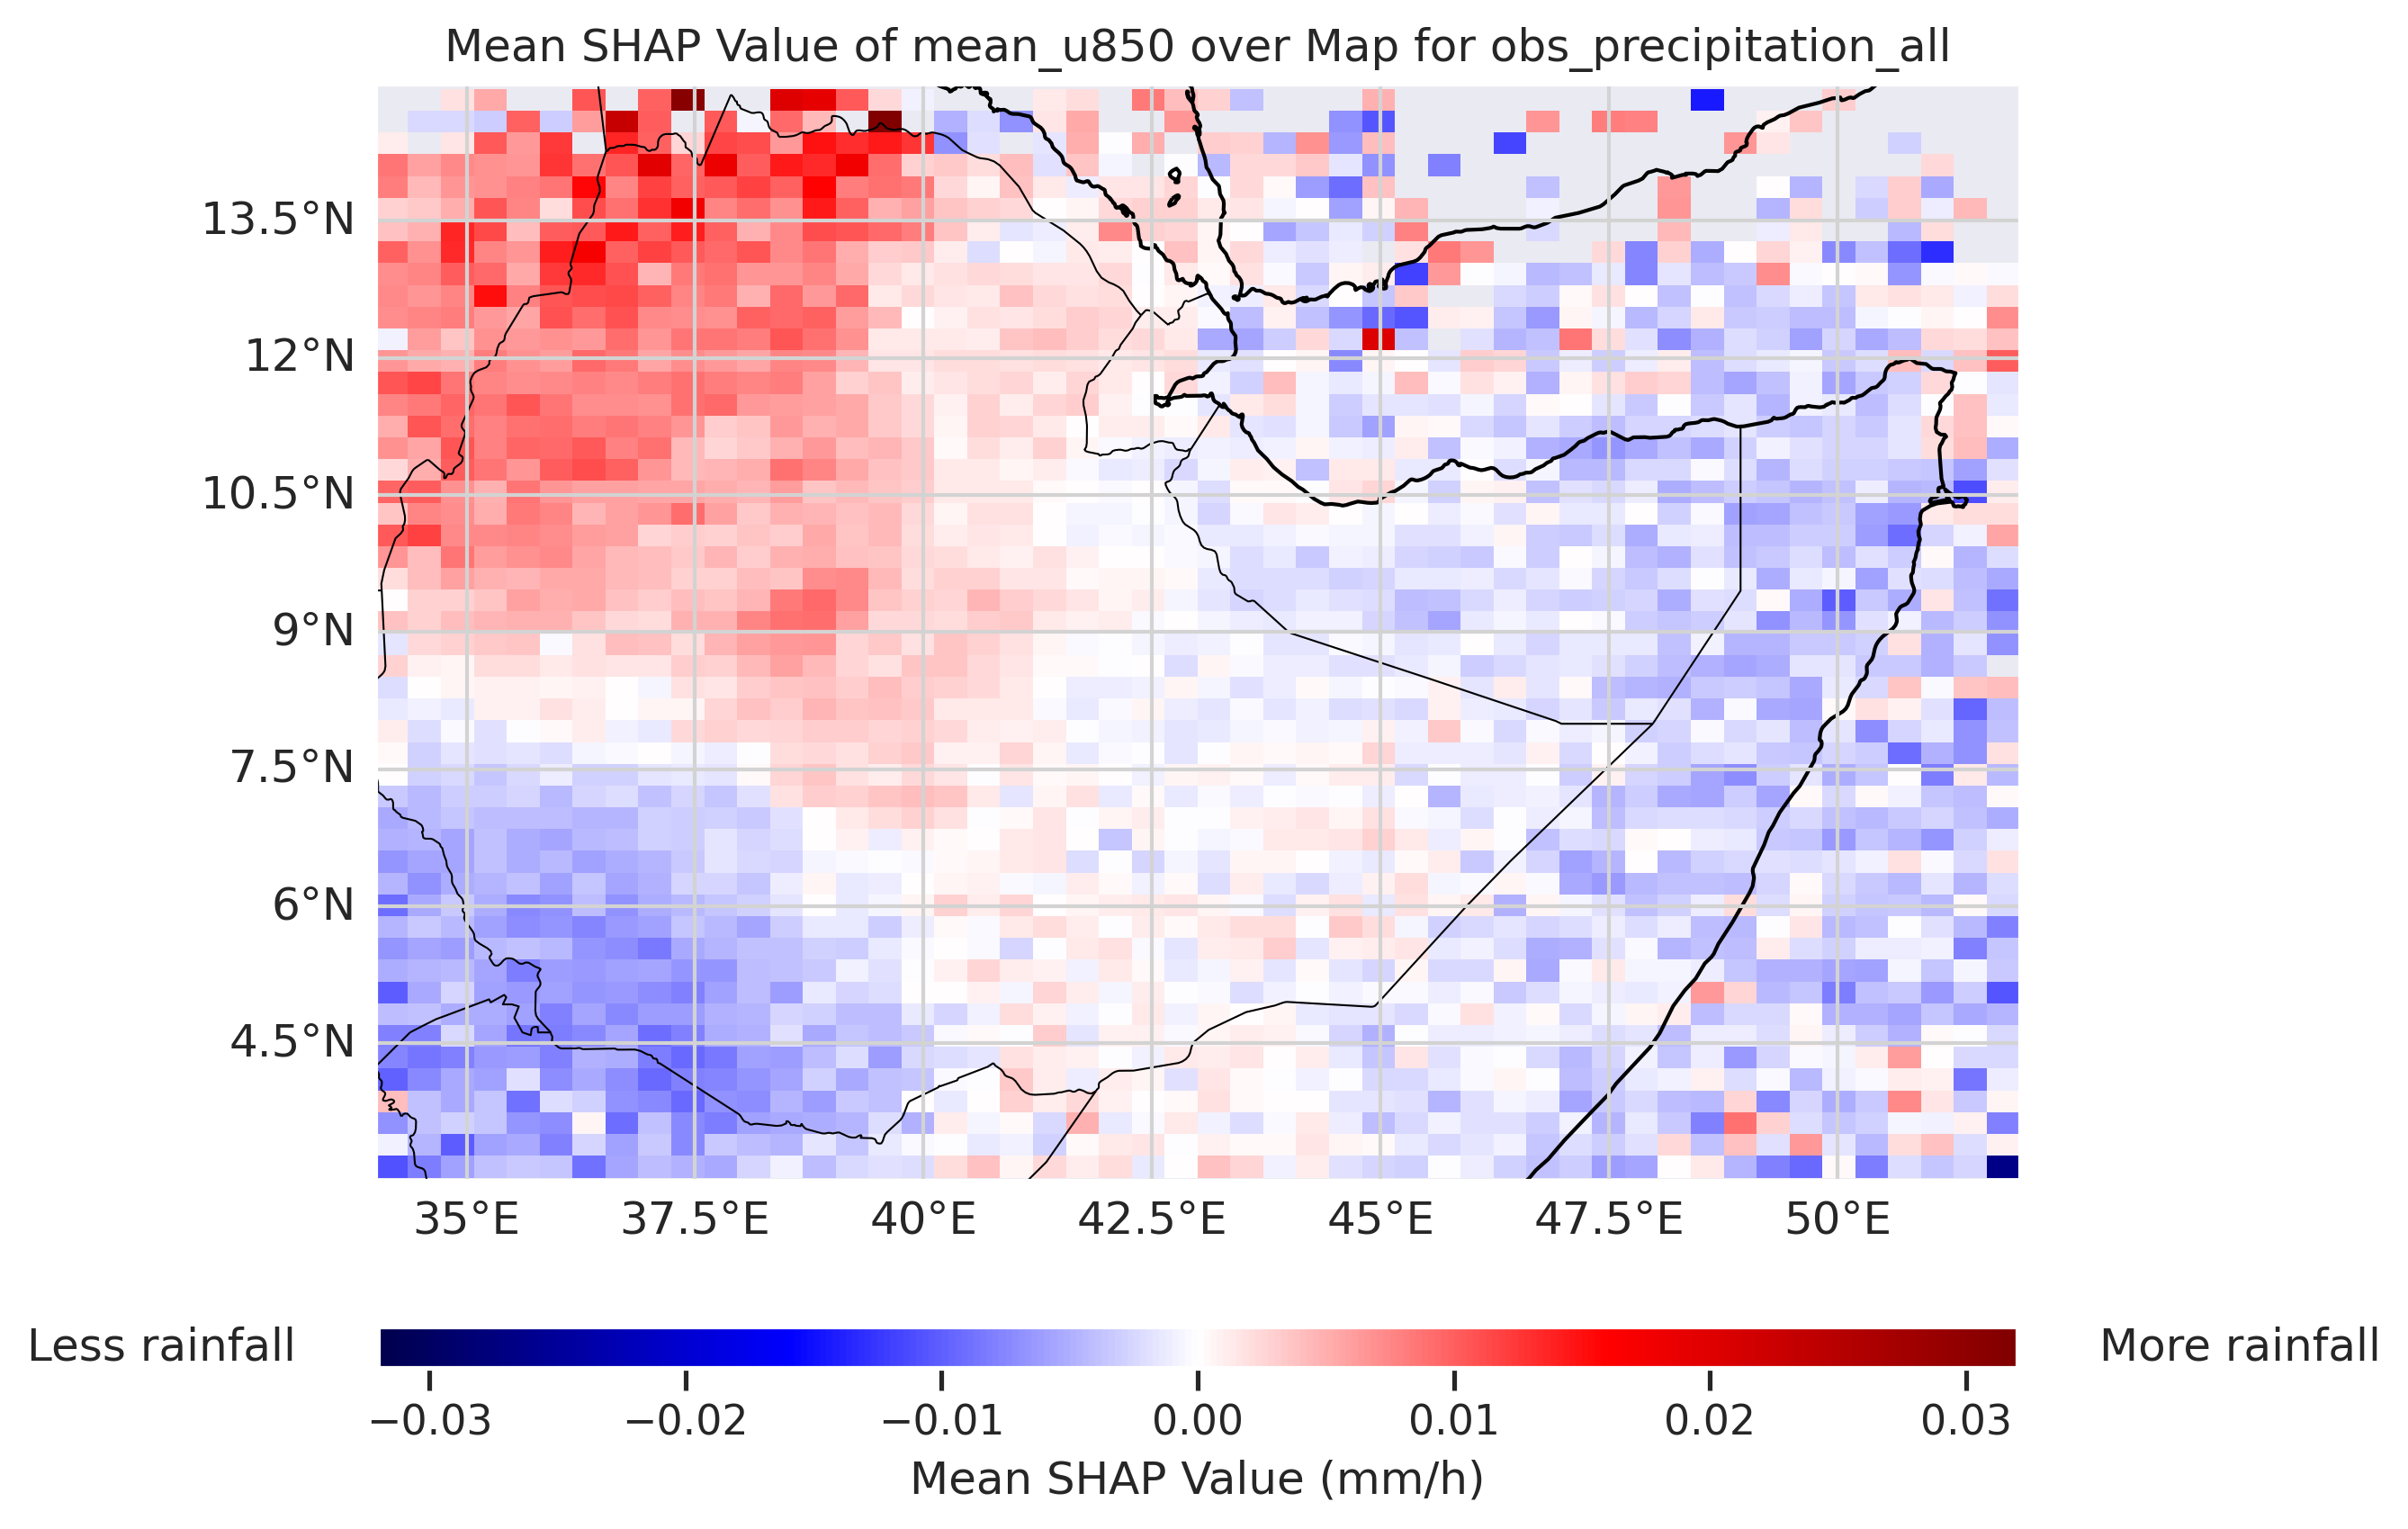 Mean SHAP Value of mean_u850 over Map for obs_precipitation_all
13.5°N
12°N
10.5°N
9°N
7.5°N
6°N
4.5°N
35°E 37.5°E 40°E 42.5°E 45°E 47.5°E 50°E
Less rainfall More rainfall
−0.03 −0.02 −0.01 0.00 0.01 0.02 0.03
Mean SHAP Value (mm/h)